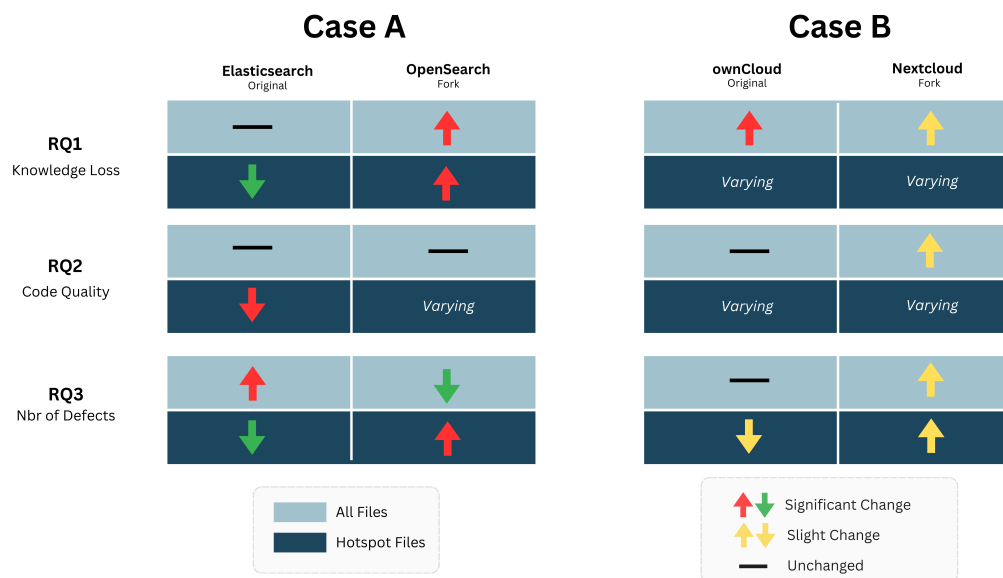 Case A
Case B
Elasticsearch
Original
OpenSearch
Fork
ownCloud
Original
Nextcloud
Fork
RQ1
Knowledge Loss
Varying
Varying
RQ2
Code Quality
Varying
Varying
Varying
RQ3
Nbr of Defects
All Files
Hotspot Files
Significant Change
Slight Change
Unchanged